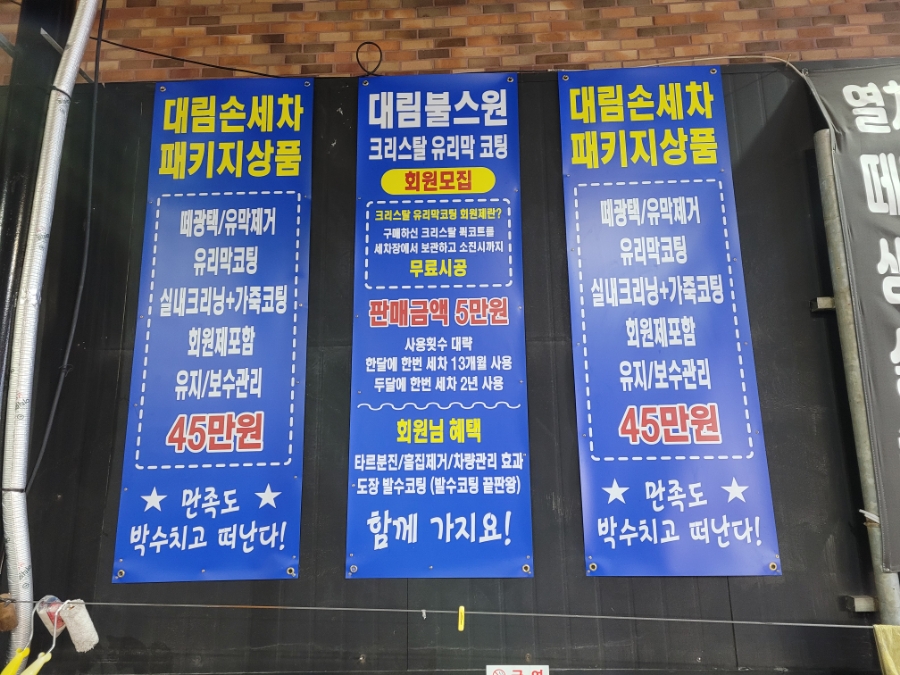 대림손세차
패키지상품
때광택/유막제거
유리막코팅
실내크리닝+가죽코팅
회원제포함
유지/보수관리
45만원
★ 만족도 ★
박수치고 떠난다!
대림불스원
크리스탈 유리막 코팅
회원모집
크리스탈 유리막코팅 회원제란?
구매하신 크리스탈 퀵코트를
세차장에서 보관하고 소진시까지
무료시공
판매금액 5만원
사용횟수 대략
한달에 한번 세차 13개월 사용
두달에 한번 세차 2년 사용
회원님 혜택
타르분진/흠집제거/차량관리 효과
도장 발수코팅 (발수코팅 끝판왕)
함께 가지요!
대림손세차
패키지상품
때광택/유막제거
유리막코팅
실내크리닝+가죽코팅
회원제포함
유지/보수관리
45만원
★ 만족도 ★
박수치고 떠난다!
금연